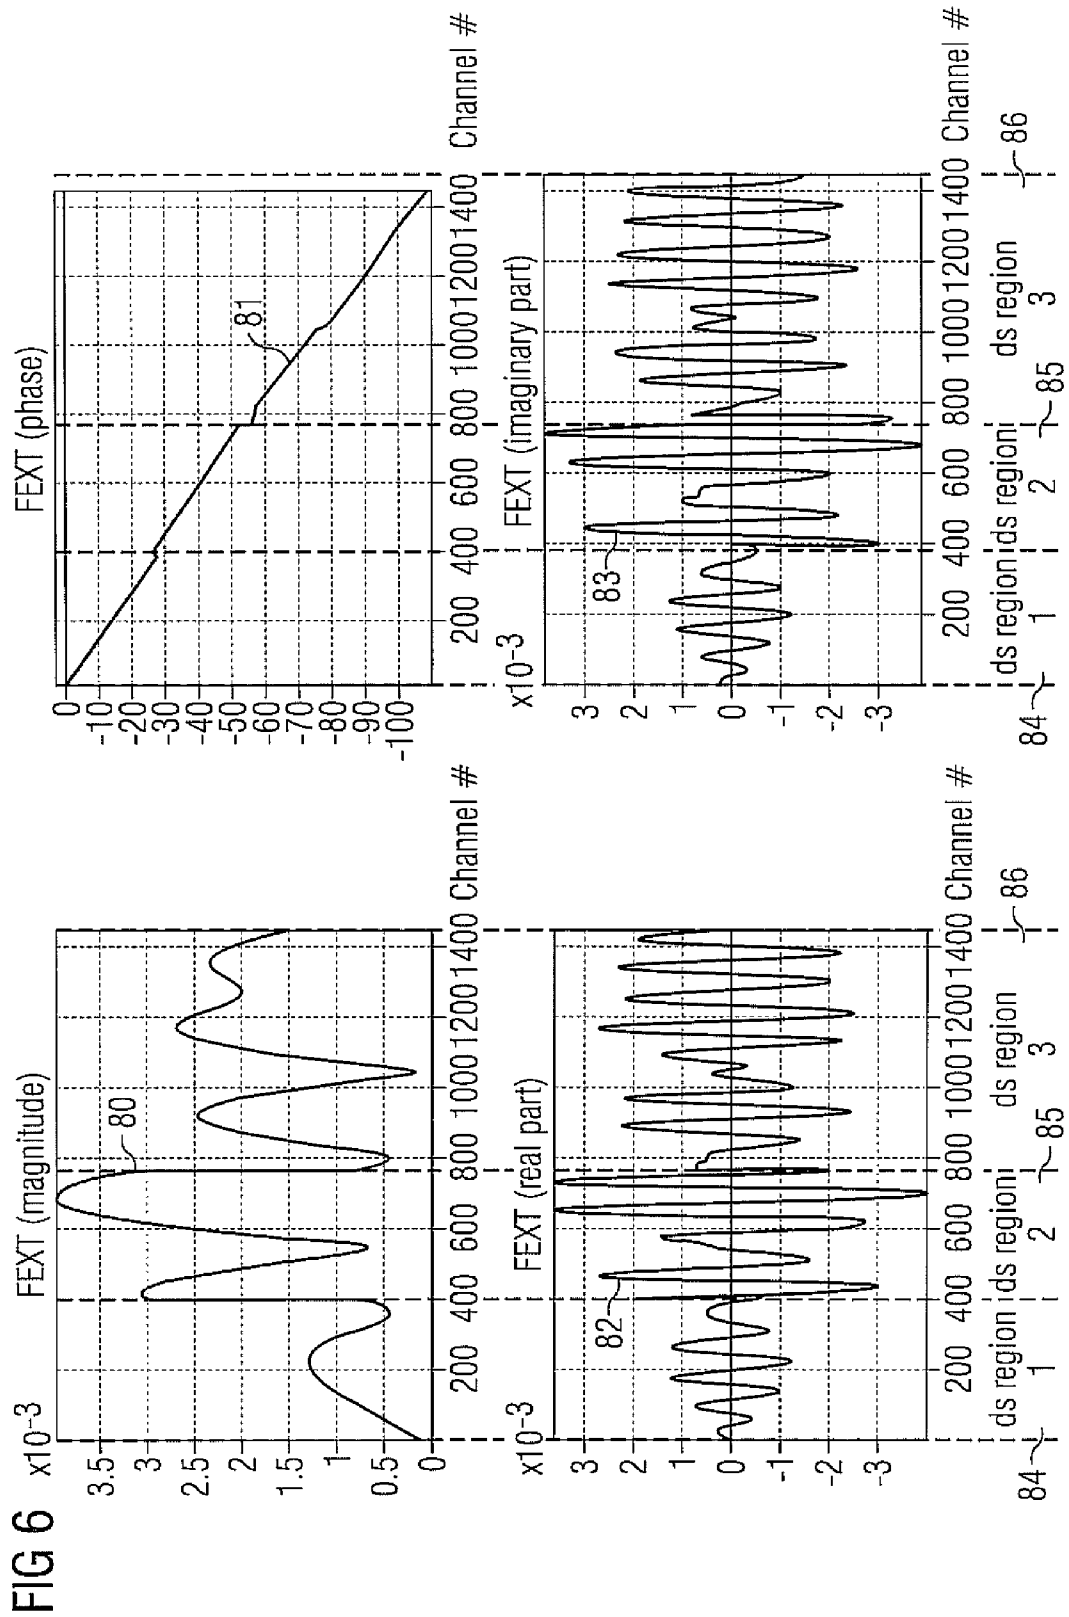 FIG 6
FEXT (magnitude)
x10-3
3.5
3
2.5
2
1.5
1
0.5
0
80
200 400 600 800 1000 1200 1400 Channel #
FEXT (phase)
0
-10
-20
-30
-40
-50
-60
-70
-80
-90
-100
81
200 400 600 800 1000 1200 1400 Channel #
FEXT (real part)
x10-3
3
2
1
0
-1
-2
-3
82
200 400 600 800 1000 1200 1400 Channel #
ds region ds region ds region
1 2 3
84 85 86
FEXT (imaginary part)
x10-3
3
2
1
0
-1
-2
-3
83
200 400 600 800 1000 1200 1400 Channel #
ds region ds region ds region
1 2 3
84 85 86